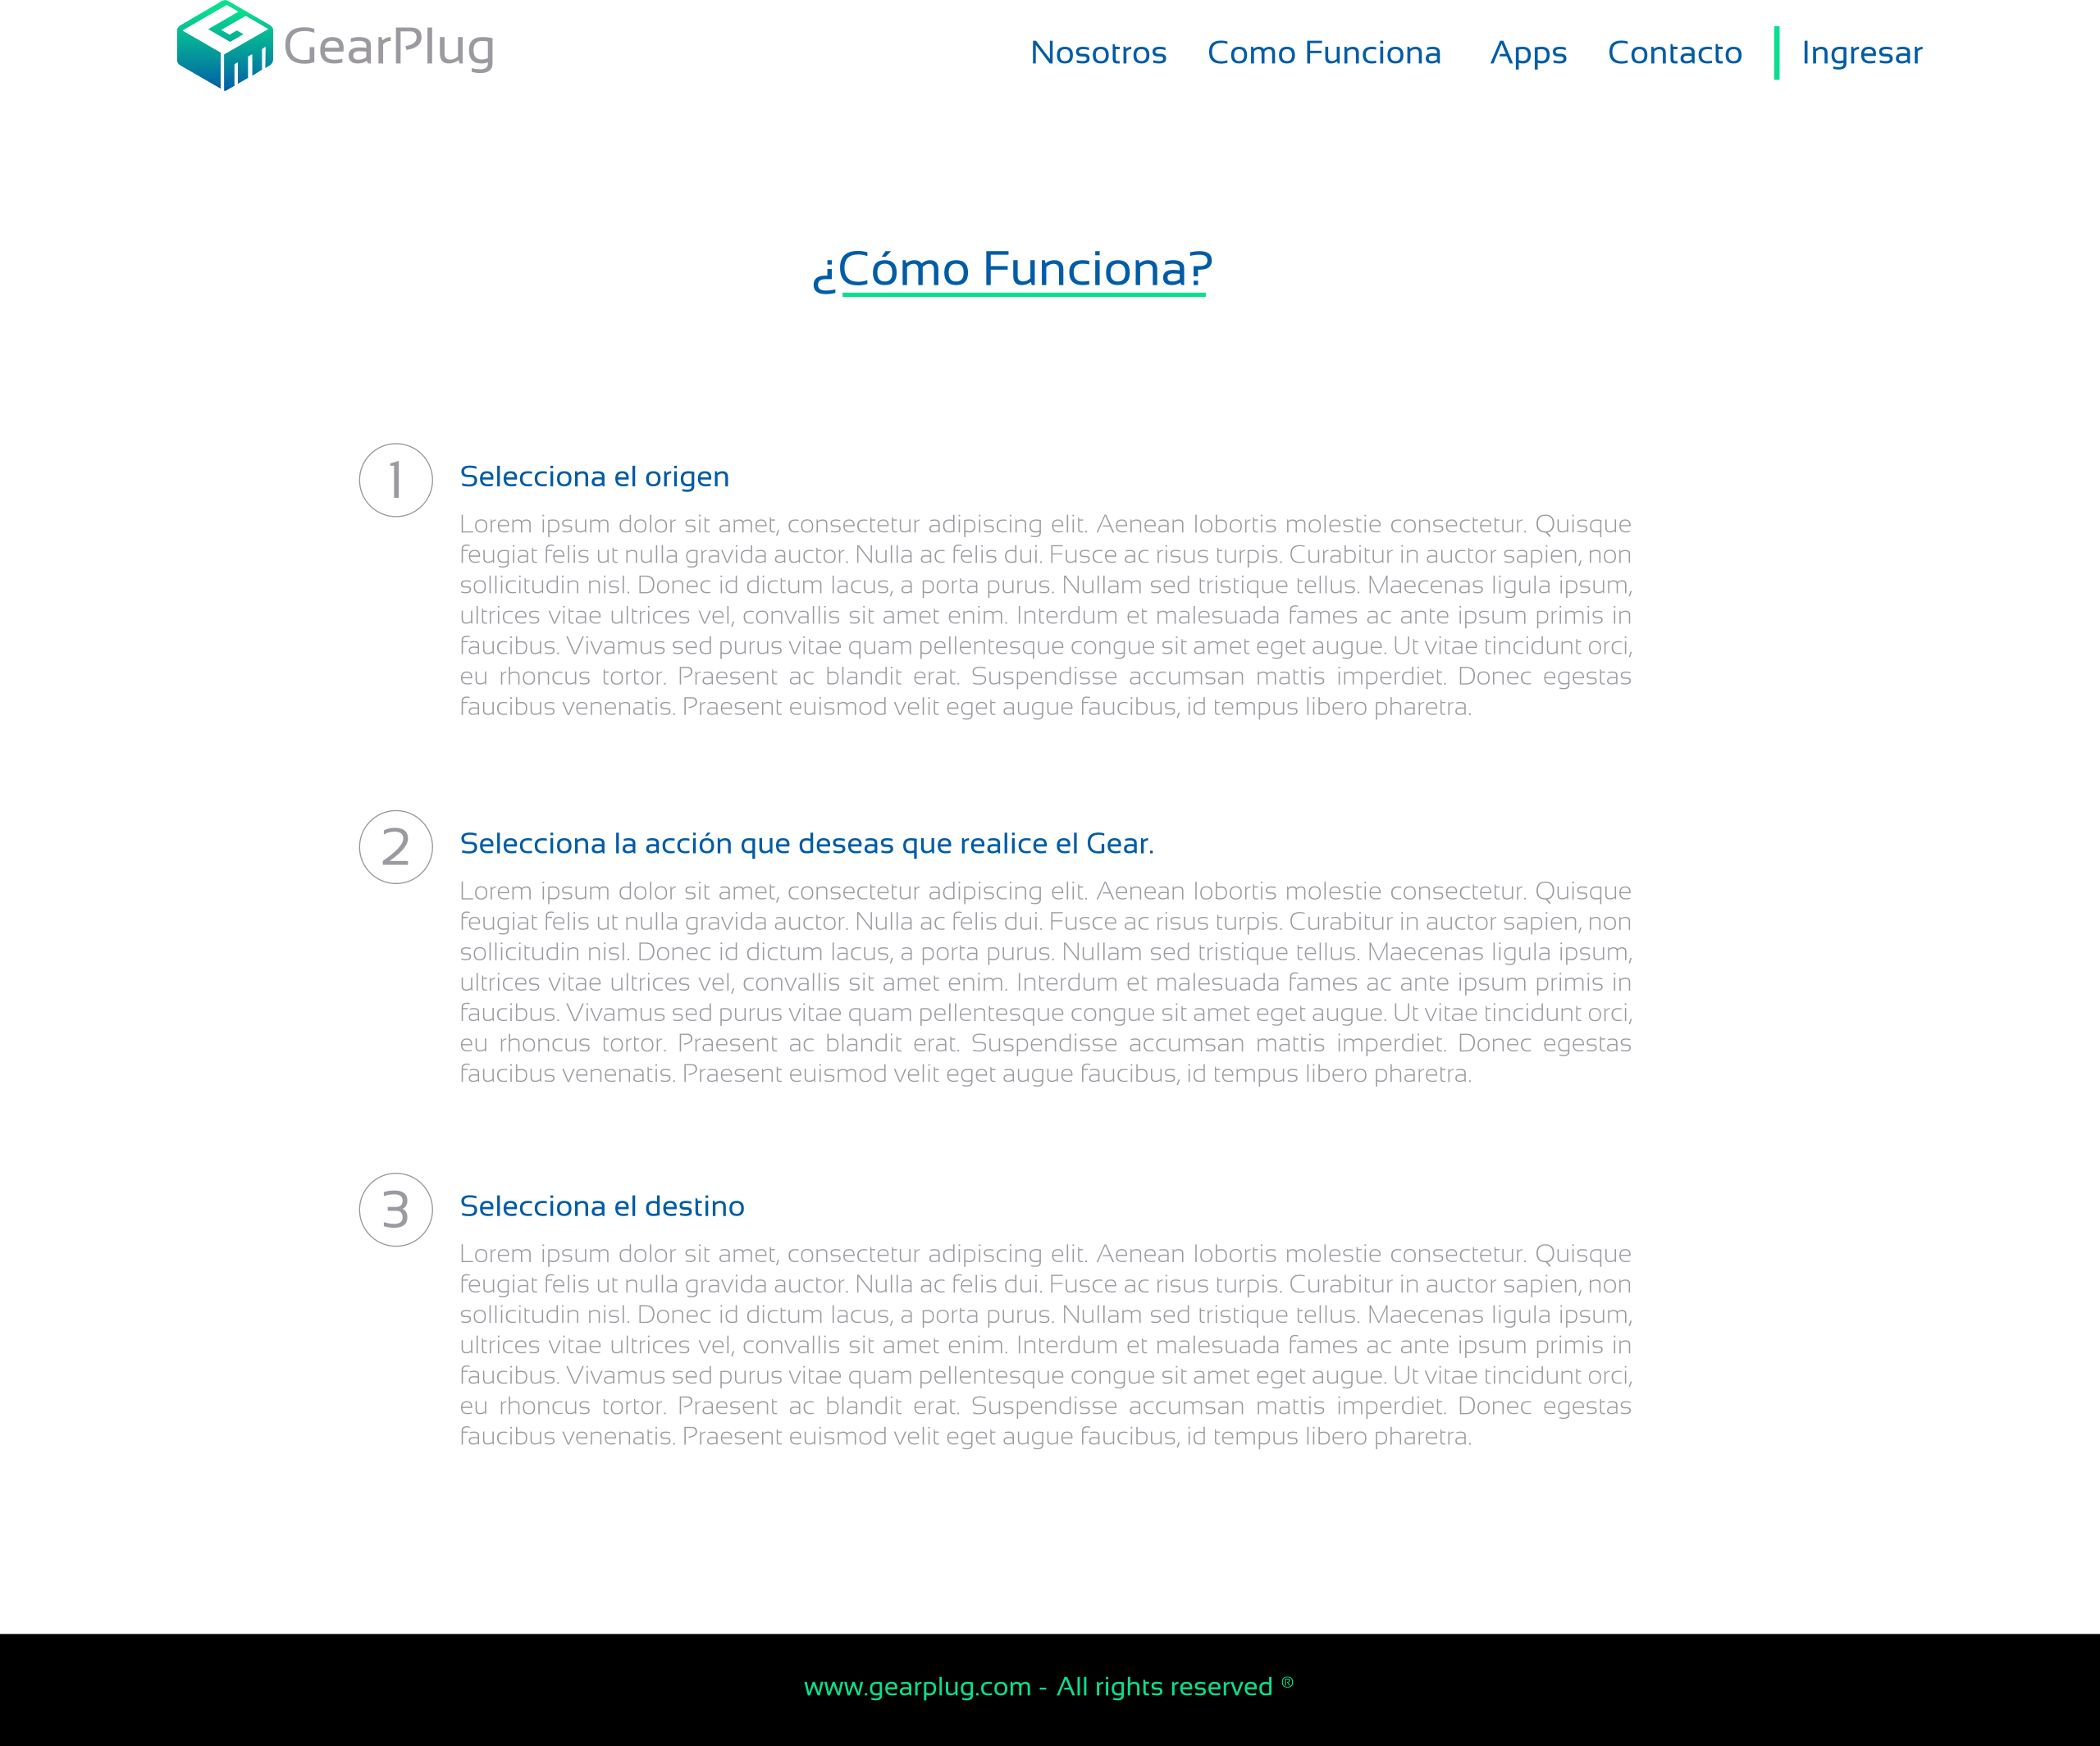 GearPlug
Nosotros Como Funciona Apps Contacto Ingresar
¿Cómo Funciona?
1
Selecciona el origen
Lorem ipsum dolor sit amet, consectetur adipiscing elit. Aenean lobortis molestie consectetur. Quisque
feugiat felis ut nulla gravida auctor. Nulla ac felis dui. Fusce ac risus turpis. Curabitur in auctor sapien, non
sollicitudin nisl. Donec id dictum lacus, a porta purus. Nullam sed tristique tellus. Maecenas ligula ipsum,
ultrices vitae ultrices vel, convallis sit amet enim. Interdum et malesuada fames ac ante ipsum primis in
faucibus. Vivamus sed purus vitae quam pellentesque congue sit amet eget augue. Ut vitae tincidunt orci,
eu rhoncus tortor. Praesent ac blandit erat. Suspendisse accumsan mattis imperdiet. Donec egestas
faucibus venenatis. Praesent euismod velit eget augue faucibus, id tempus libero pharetra.
2
Selecciona la acción que deseas que realice el Gear.
Lorem ipsum dolor sit amet, consectetur adipiscing elit. Aenean lobortis molestie consectetur. Quisque
feugiat felis ut nulla gravida auctor. Nulla ac felis dui. Fusce ac risus turpis. Curabitur in auctor sapien, non
sollicitudin nisl. Donec id dictum lacus, a porta purus. Nullam sed tristique tellus. Maecenas ligula ipsum,
ultrices vitae ultrices vel, convallis sit amet enim. Interdum et malesuada fames ac ante ipsum primis in
faucibus. Vivamus sed purus vitae quam pellentesque congue sit amet eget augue. Ut vitae tincidunt orci,
eu rhoncus tortor. Praesent ac blandit erat. Suspendisse accumsan mattis imperdiet. Donec egestas
faucibus venenatis. Praesent euismod velit eget augue faucibus, id tempus libero pharetra.
3
Selecciona el destino
Lorem ipsum dolor sit amet, consectetur adipiscing elit. Aenean lobortis molestie consectetur. Quisque
feugiat felis ut nulla gravida auctor. Nulla ac felis dui. Fusce ac risus turpis. Curabitur in auctor sapien, non
sollicitudin nisl. Donec id dictum lacus, a porta purus. Nullam sed tristique tellus. Maecenas ligula ipsum,
ultrices vitae ultrices vel, convallis sit amet enim. Interdum et malesuada fames ac ante ipsum primis in
faucibus. Vivamus sed purus vitae quam pellentesque congue sit amet eget augue. Ut vitae tincidunt orci,
eu rhoncus tortor. Praesent ac blandit erat. Suspendisse accumsan mattis imperdiet. Donec egestas
faucibus venenatis. Praesent euismod velit eget augue faucibus, id tempus libero pharetra.
www.gearplug.com - All rights reserved ®